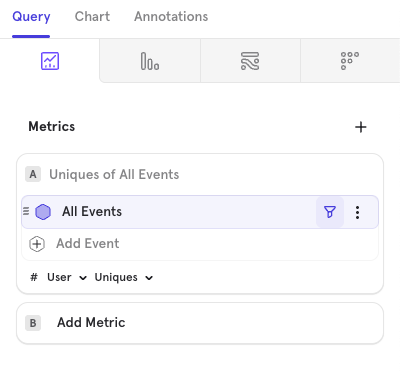 Query Chart Annotations
Metrics
A Uniques of All Events
All Events
Add Event
# User Uniques
B Add Metric